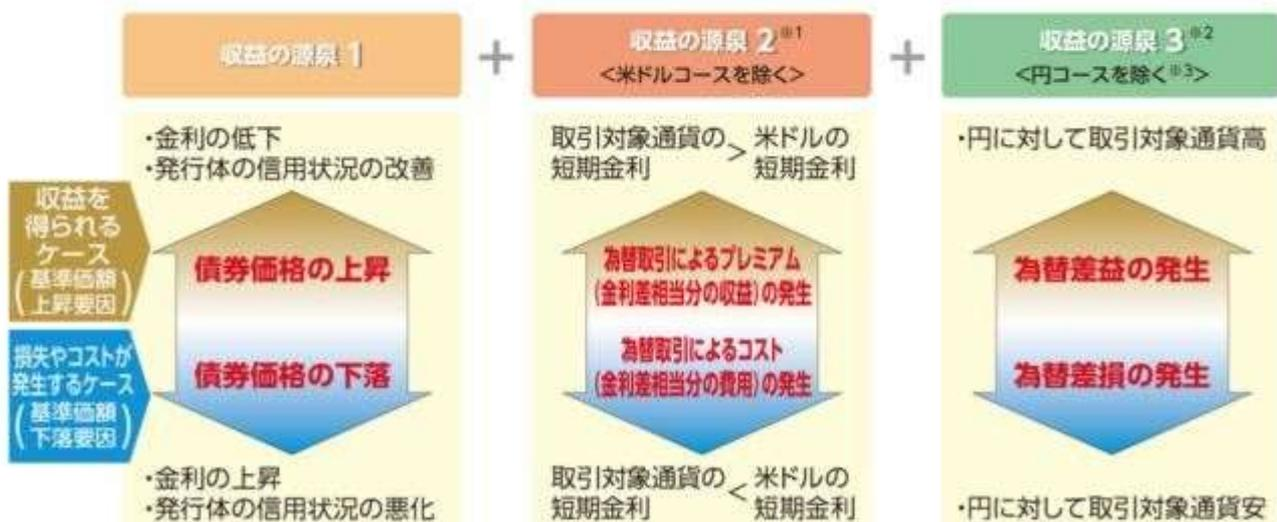 収益の源泉 1
+
収益の源泉 2※1
<米ドルコースを除く>
+
収益の源泉 3※2
<円コースを除く※3>
収益を
得られる
ケース
(基準価額
上昇要因)
損失やコストが
発生するケース
(基準価額
下落要因)
・金利の低下
・発行体の信用状況の改善
債券価格の上昇
債券価格の下落
・金利の上昇
・発行体の信用状況の悪化
取引対象通貨の > 米ドルの
短期金利 短期金利
為替取引によるプレミアム
(金利差相当分の収益)の発生
為替取引によるコスト
(金利差相当分の費用)の発生
取引対象通貨の < 米ドルの
短期金利 短期金利
・円に対して取引対象通貨高
為替差益の発生
為替差損の発生
・円に対して取引対象通貨安